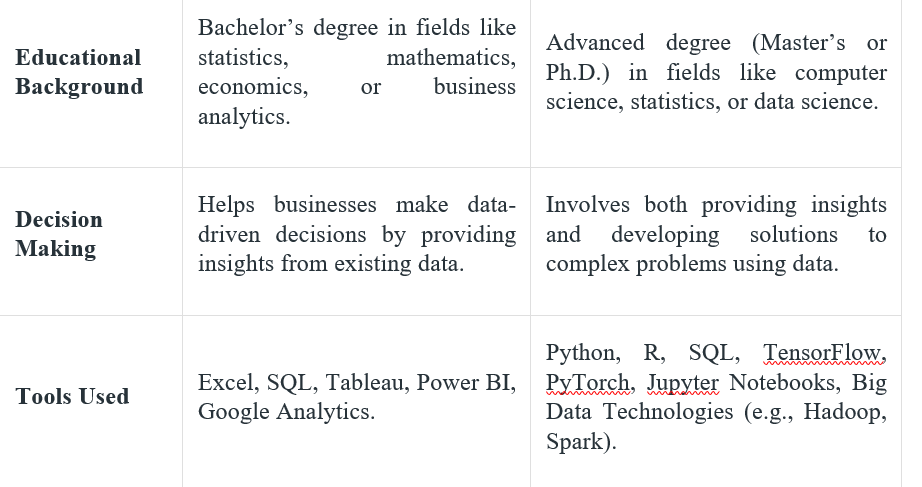 Educational
Background
Bachelor’s degree in fields like
statistics, mathematics,
economics, or business
analytics.
Advanced degree (Master’s or
Ph.D.) in fields like computer
science, statistics, or data science.
Decision
Making
Helps businesses make data-
driven decisions by providing
insights from existing data.
Involves both providing insights
and developing solutions to
complex problems using data.
Tools Used
Excel, SQL, Tableau, Power BI,
Google Analytics.
Python, R, SQL, TensorFlow,
PyTorch, Jupyter Notebooks, Big
Data Technologies (e.g., Hadoop,
Spark).